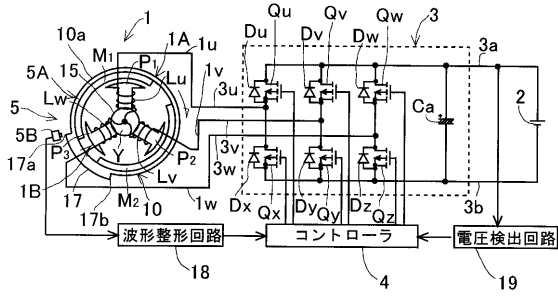 1
10a
M1
1A
1u
15
P1
Lu
1v
5A
Lw
5
5B
17a
P3
Y
P2
1B
17
M2
Lv
10
17b
1w
Qu
Qv
Qw
3
Du
Dv
Dw
3a
3u
3v
3w
Ca
+
2
Dx
Dy
Dz
Qx
Qy
Qz
3b
波形整形回路
コントローラ
電圧検出回路
18
4
19